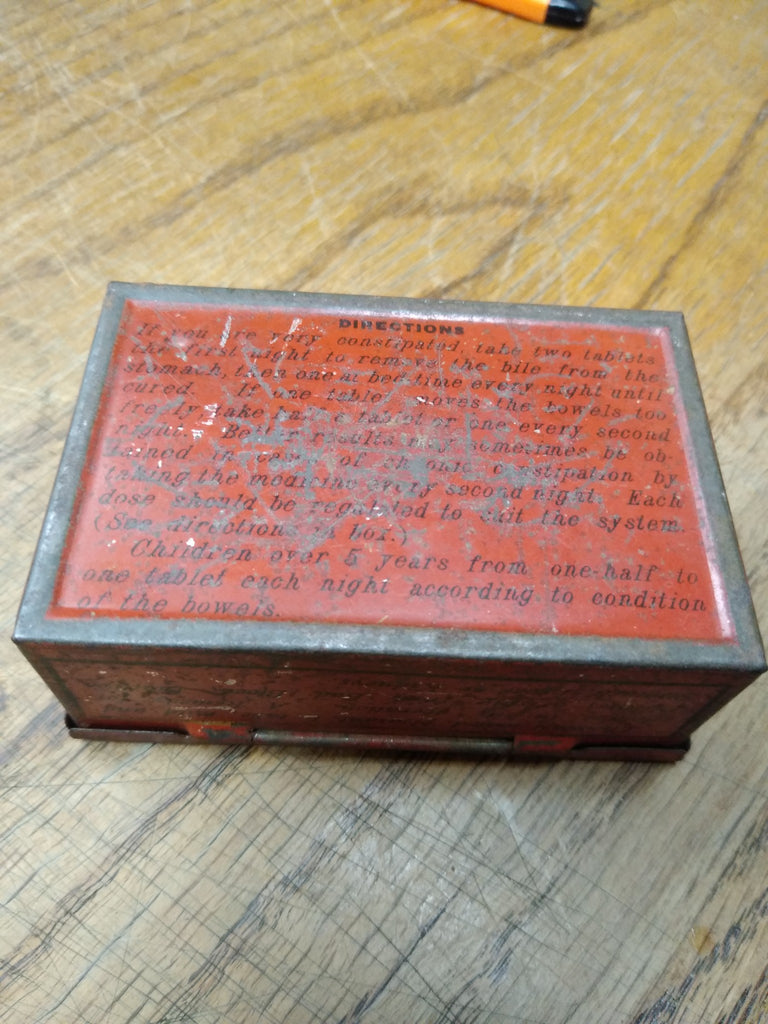 DIRECTIONS
If you are very constipated, take two tablets
the first night to remove the bile from the
stomach, then one at bedtime every night until
cured. If one tablet moves the bowels too
freely take half a tablet or one every second
night. Better results may sometimes be ob-
tained in cases of chronic constipation by
taking the medicine every second night. Each
dose should be regulated to suit the system.
(See directions in box.)
Children over 5 years from one-half to
one tablet each night according to condition
of the bowels.